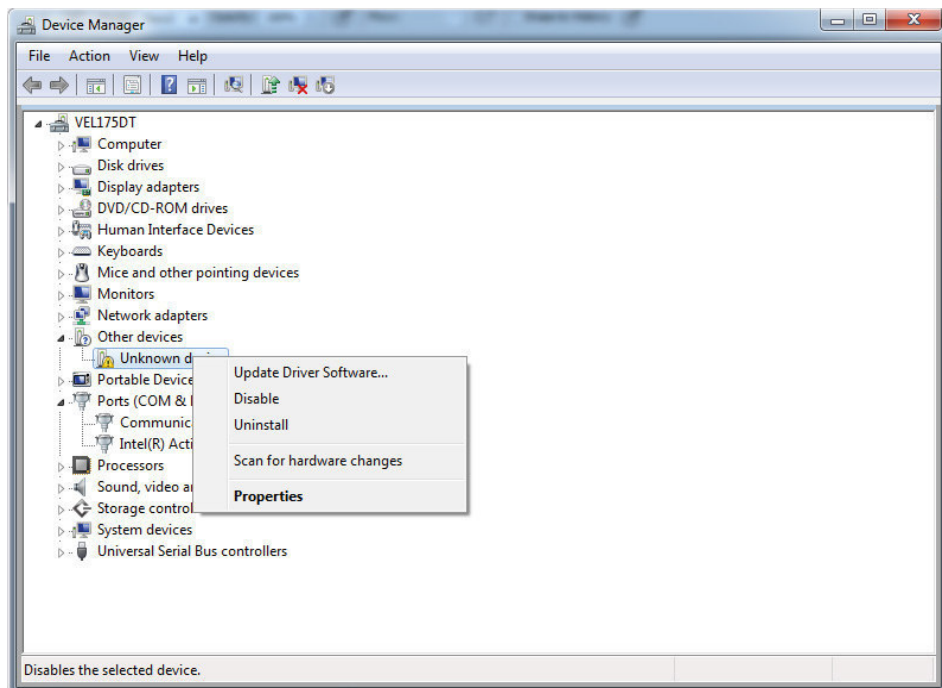 Device Manager
File Action View Help
VEL175DT
Computer
Disk drives
Display adapters
DVD/CD-ROM drives
Human Interface Devices
Keyboards
Mice and other pointing devices
Monitors
Network adapters
Other devices
Unknown
Portable Device
Ports (COM &
Communic
Intel(R) Acti
Processors
Sound, video
Storage control
System devices
Universal Serial Bus controllers
Update Driver Software...
Disable
Uninstall
Scan for hardware changes
Properties
Disables the selected device.